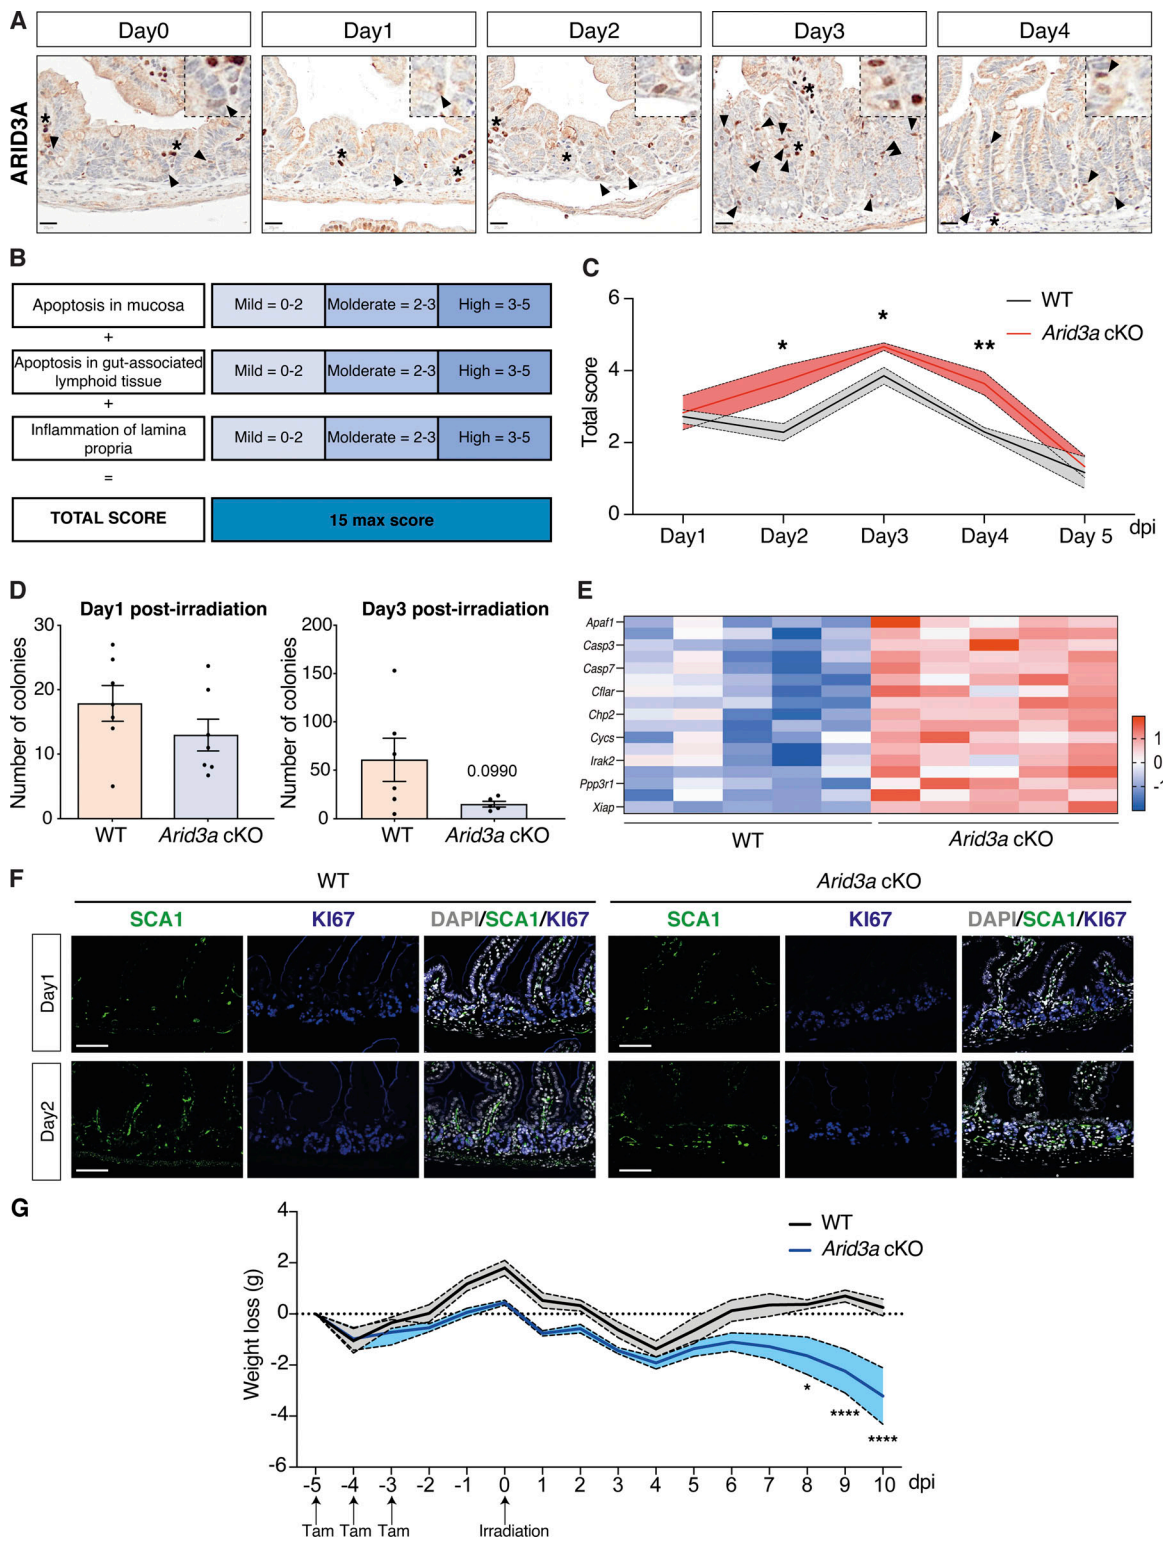 A
Day0
Day1
Day2
Day3
Day4
ARID3A
*
*
*
*
*
*
*
*
*
B
Apoptosis in mucosa
Mild = 0-2
Molderate = 2-3
High = 3-5
+
Apoptosis in gut-associated
lymphoid tissue
Mild = 0-2
Molderate = 2-3
High = 3-5
+
Inflammation of lamina
propria
Mild = 0-2
Molderate = 2-3
High = 3-5
=
TOTAL SCORE
15 max score
C
Total score
6
4
2
0
*
*
**
WT
Arid3a cKO
Day1
Day2
Day3
Day4
Day 5
dpi
D
Day1 post-irradiation
Number of colonies
30
20
10
0
WT
Arid3a cKO
Day3 post-irradiation
Number of colonies
200
150
100
50
0
0.0990
WT
Arid3a cKO
E
Apaf1
Casp3
Casp7
Cflar
Chp2
Cycs
Irak2
Ppp3r1
Xiap
WT
Arid3a cKO
1
0
-1
F
WT
Arid3a cKO
SCA1
KI67
DAPI/SCA1/KI67
SCA1
KI67
DAPI/SCA1/KI67
Day1
Day2
G
Weight loss (g)
4
2
0
-2
-4
-6
WT
Arid3a cKO
*
****
****
-5
-4
-3
-2
-1
0
1
2
3
4
5
6
7
8
9
10
dpi
Tam
Tam
Tam
Irradiation